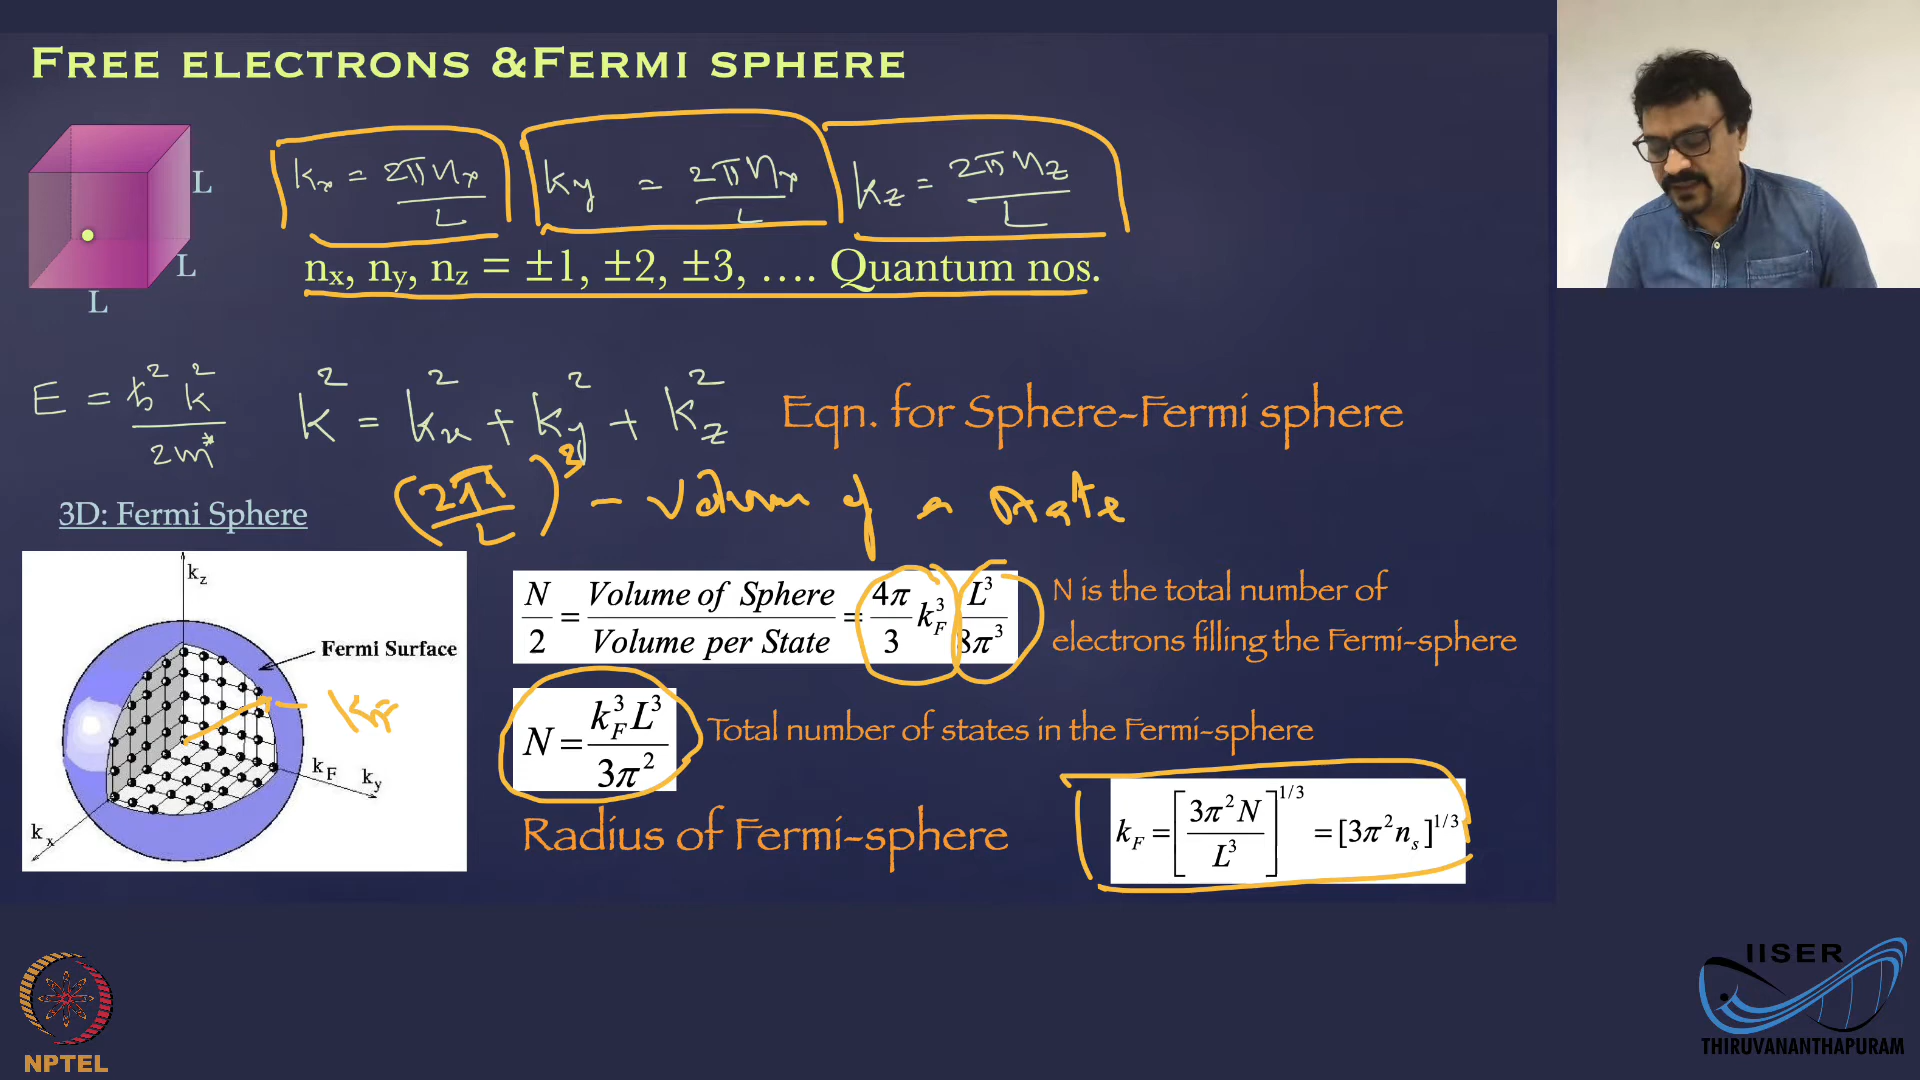 FREE ELECTRONS &FERMI SPHERE
L
L
L
kx = 2πnx/L ky = 2πny/L kz = 2πnz/L
nx, ny, nz = ±1, ±2, ±3, .... Quantum nos.
E = ħ²k²/2m* k² = kx² + ky² + kz² Eqn. for Sphere-Fermi sphere
(2π/L)³ - Volum of a state
3D: Fermi Sphere
kz
Fermi Surface
kF
kF
ky
kx
N/2 = Volume of Sphere/Volume per State = 4π/3 kF³ L³/8π³
N is the total number of
electrons filling the Fermi-sphere
N = kF³L³/3π²
Total number of states in the Fermi-sphere
Radius of Fermi-sphere
kF = [3π²N/L³]^1/3 = [3π²ns]^1/3
NPTEL
IISER
THIRUVANANTHAPURAM